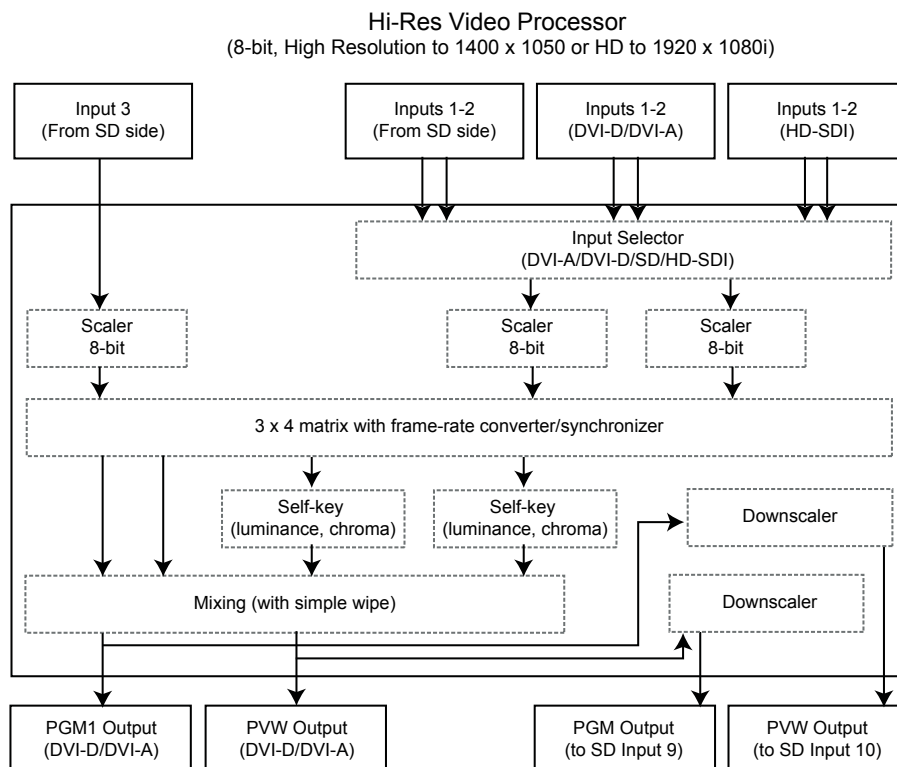 Hi-Res Video Processor
(8-bit, High Resolution to 1400 x 1050 or HD to 1920 x 1080i)
Input 3
(From SD side)
Inputs 1-2
(From SD side)
Inputs 1-2
(DVI-D/DVI-A)
Inputs 1-2
(HD-SDI)
Input Selector
(DVI-A/DVI-D/SD/HD-SDI)
Scaler
8-bit
Scaler
8-bit
Scaler
8-bit
3 x 4 matrix with frame-rate converter/synchronizer
Self-key
(luminance, chroma)
Self-key
(luminance, chroma)
Downscaler
Mixing (with simple wipe)
Downscaler
PGM1 Output
(DVI-D/DVI-A)
PVW Output
(DVI-D/DVI-A)
PGM Output
(to SD Input 9)
PVW Output
(to SD Input 10)